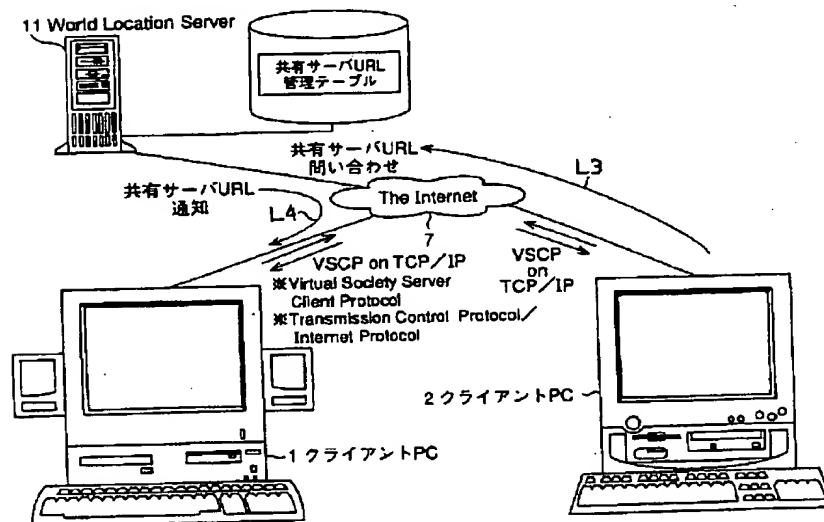 11 World Location Server
共有サーバURL
管理テーブル
共有サーバURL
問い合わせ
L3
共有サーバURL
通知
L4
The Internet
7
VSCP on TCP/IP
※Virtual Society Server
Client Protocol
※Transmission Control Protocol/
Internet Protocol
VSCP
on
TCP/IP
2 クライアントPC
1 クライアントPC